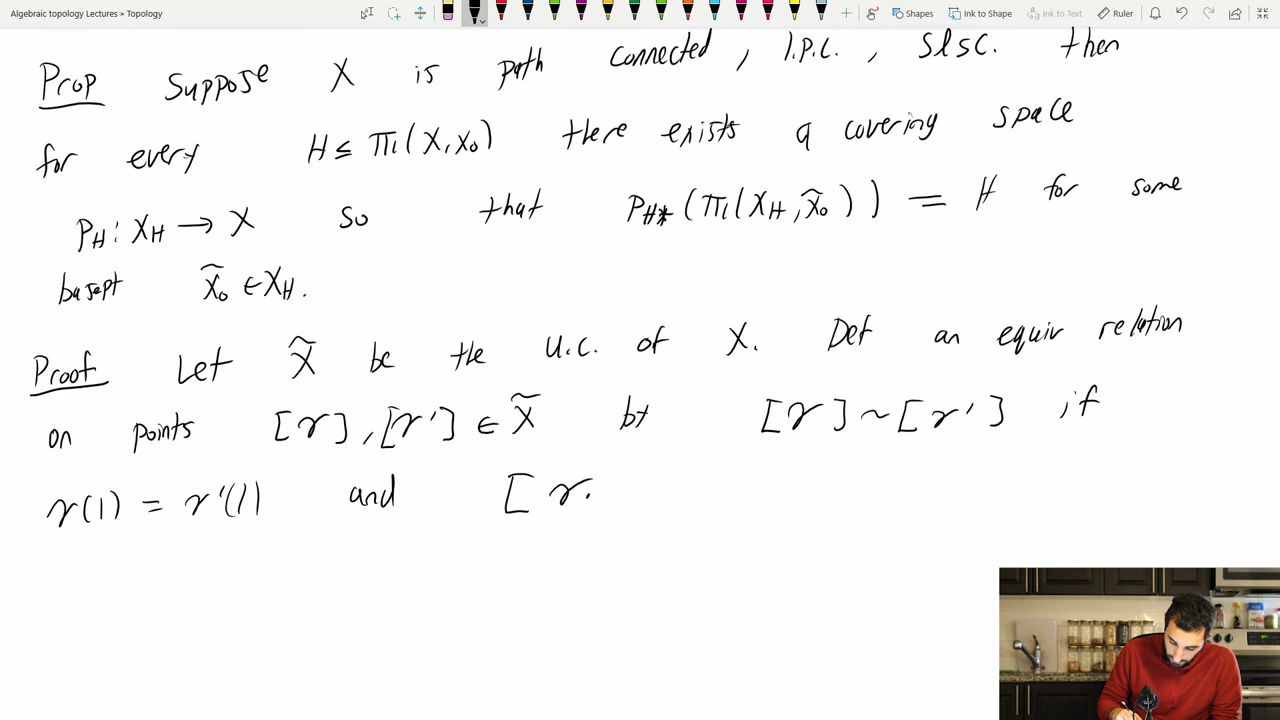 Algebraic topology Lectures » Topology
Shapes Ink to Shape Ink to Text Ruler
Prop Suppose X is path connected, l.p.c., slsc. then
for every H ≤ π₁(X,x₀) there exists a covering space
P_H : X_H → X so that P_H* (π₁(X_H, x̃₀)) = H for some
basept x̃₀ ∈ X_H.
Proof Let X̃ be the u.c. of X. Def an equiv relation
on points [γ],[γ'] ∈ X̃ by [γ]~[γ'] if
γ(1) = γ'(1) and [γ.